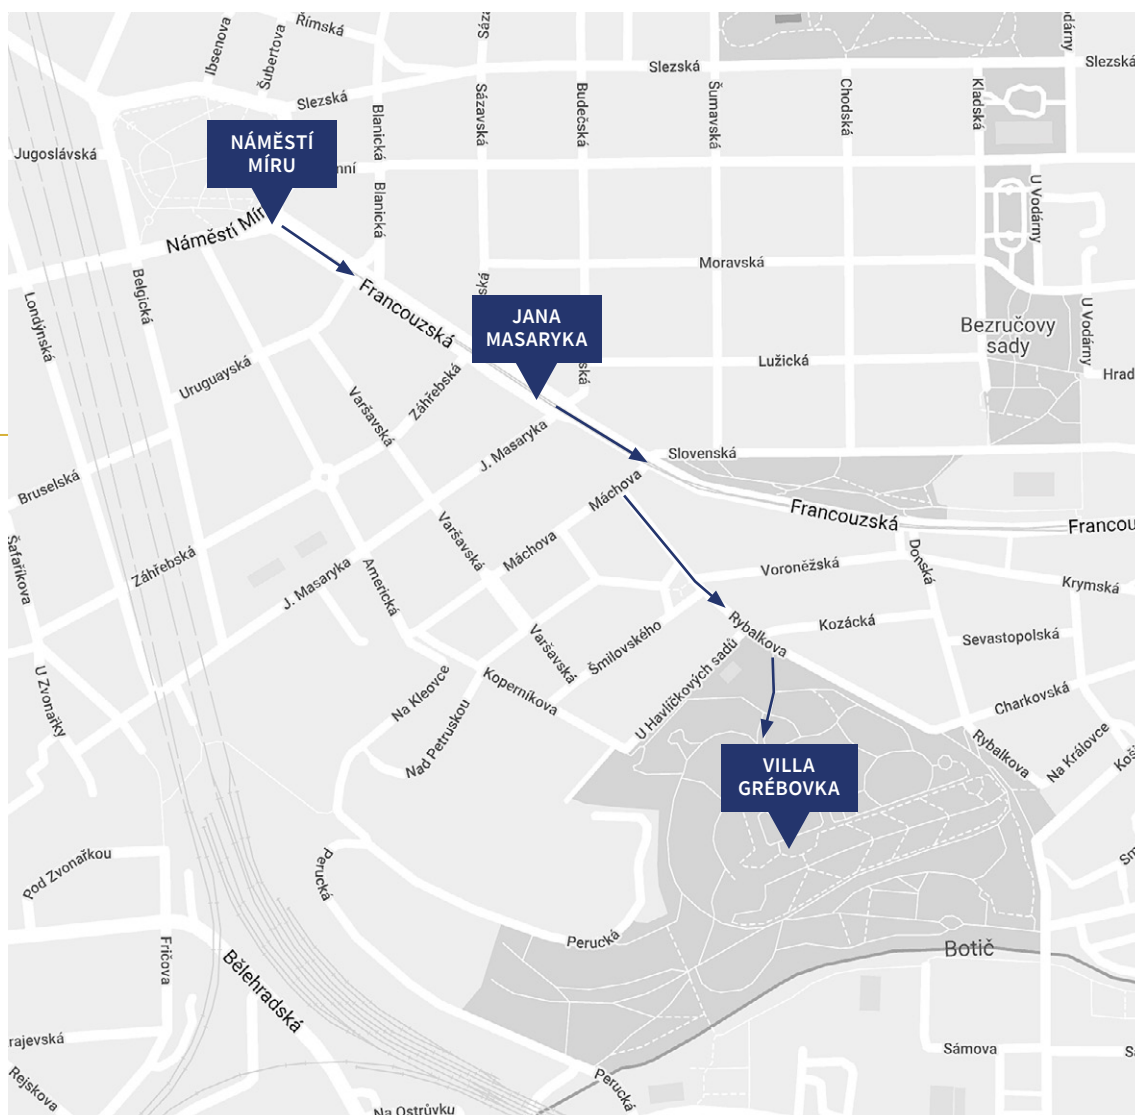 Římská
Ibsenova
Šubertova
Slezská
Slezská
Slezská
Jugoslávská
Blanická
Blanická
Sázavská
Budečská
Šumavská
Chodská
Kladská
U Vodárny
U Vodárny
NÁMĚSTÍ
MÍRU
Náměstí
Belgická
Londýnská
Francouzská
Moravská
Bezručovy
sady
Lužická
JANA
MASARYKA
Uruguayská
Záhřebská
Varšavská
J. Masaryka
Slovenská
Bruselská
Máchova
Francouzská
Šafaříkova
Záhřebská
J. Masaryka
Americká
Varšavská
Máchova
Voroněžská
Donská
Krymská
Rybalkova
Kozácká
Sevastopolská
Varšavská
Šmilovského
U Havlíčkových sadů
U Zvonařky
Na Kleovce
Koperníkova
Nad Petruskou
Charkovská
Rybalkova
Na Královce
VILLA
GRÉBOVKA
Pod Zvonařkou
Perucká
Perucká
Fričova
Bělehradská
Botič
Sámova
Rejskova
Perucká
Na Ostrůvku